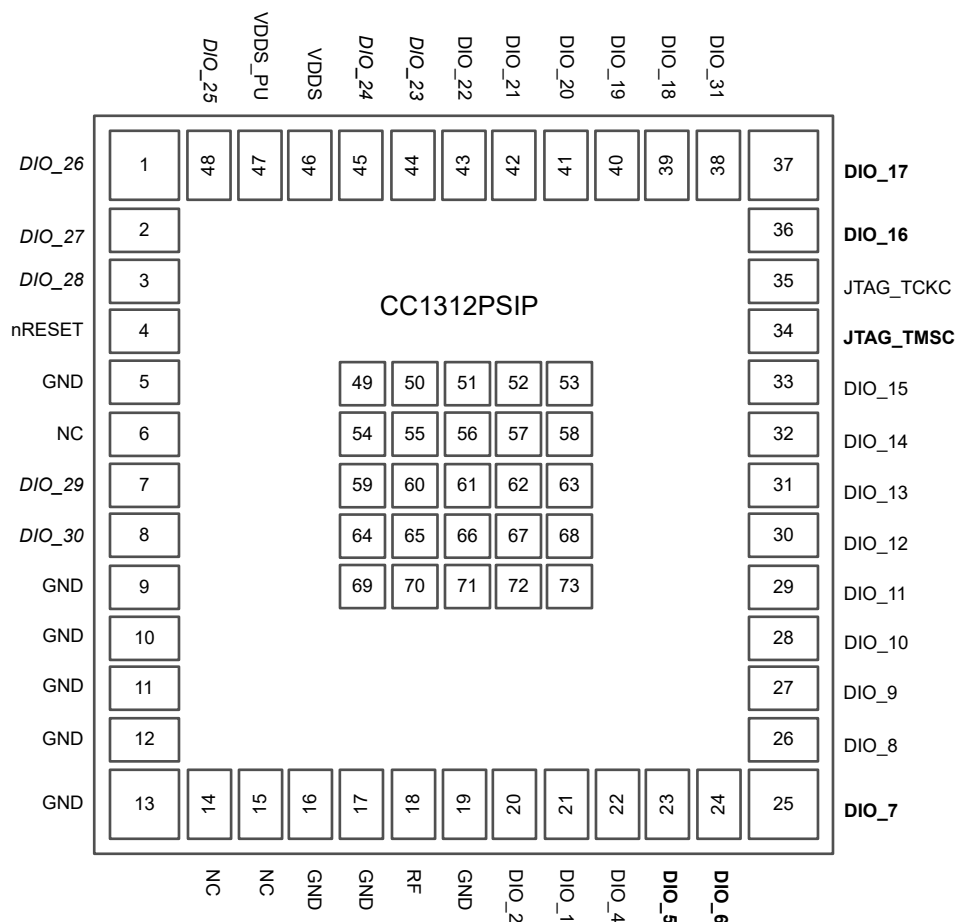 DIO_25
VDDS_PU
VDDS
DIO_24
DIO_23
DIO_22
DIO_21
DIO_20
DIO_19
DIO_18
DIO_31
DIO_26 1 48 47 46 45 44 43 42 41 40 39 38 37 DIO_17
DIO_27 2 36 DIO_16
DIO_28 3 35 JTAG_TCKC
CC1312PSIP
nRESET 4 34 JTAG_TMSC
GND 5 49 50 51 52 53 33 DIO_15
NC 6 54 55 56 57 58 32 DIO_14
DIO_29 7 59 60 61 62 63 31 DIO_13
DIO_30 8 64 65 66 67 68 30 DIO_12
GND 9 69 70 71 72 73 29 DIO_11
GND 10 28 DIO_10
GND 11 27 DIO_9
GND 12 26 DIO_8
GND 13 14 15 16 17 18 19 20 21 22 23 24 25 DIO_7
NC
NC
GND
GND
RF
GND
DIO_2
DIO_1
DIO_4
DIO_5
DIO_6